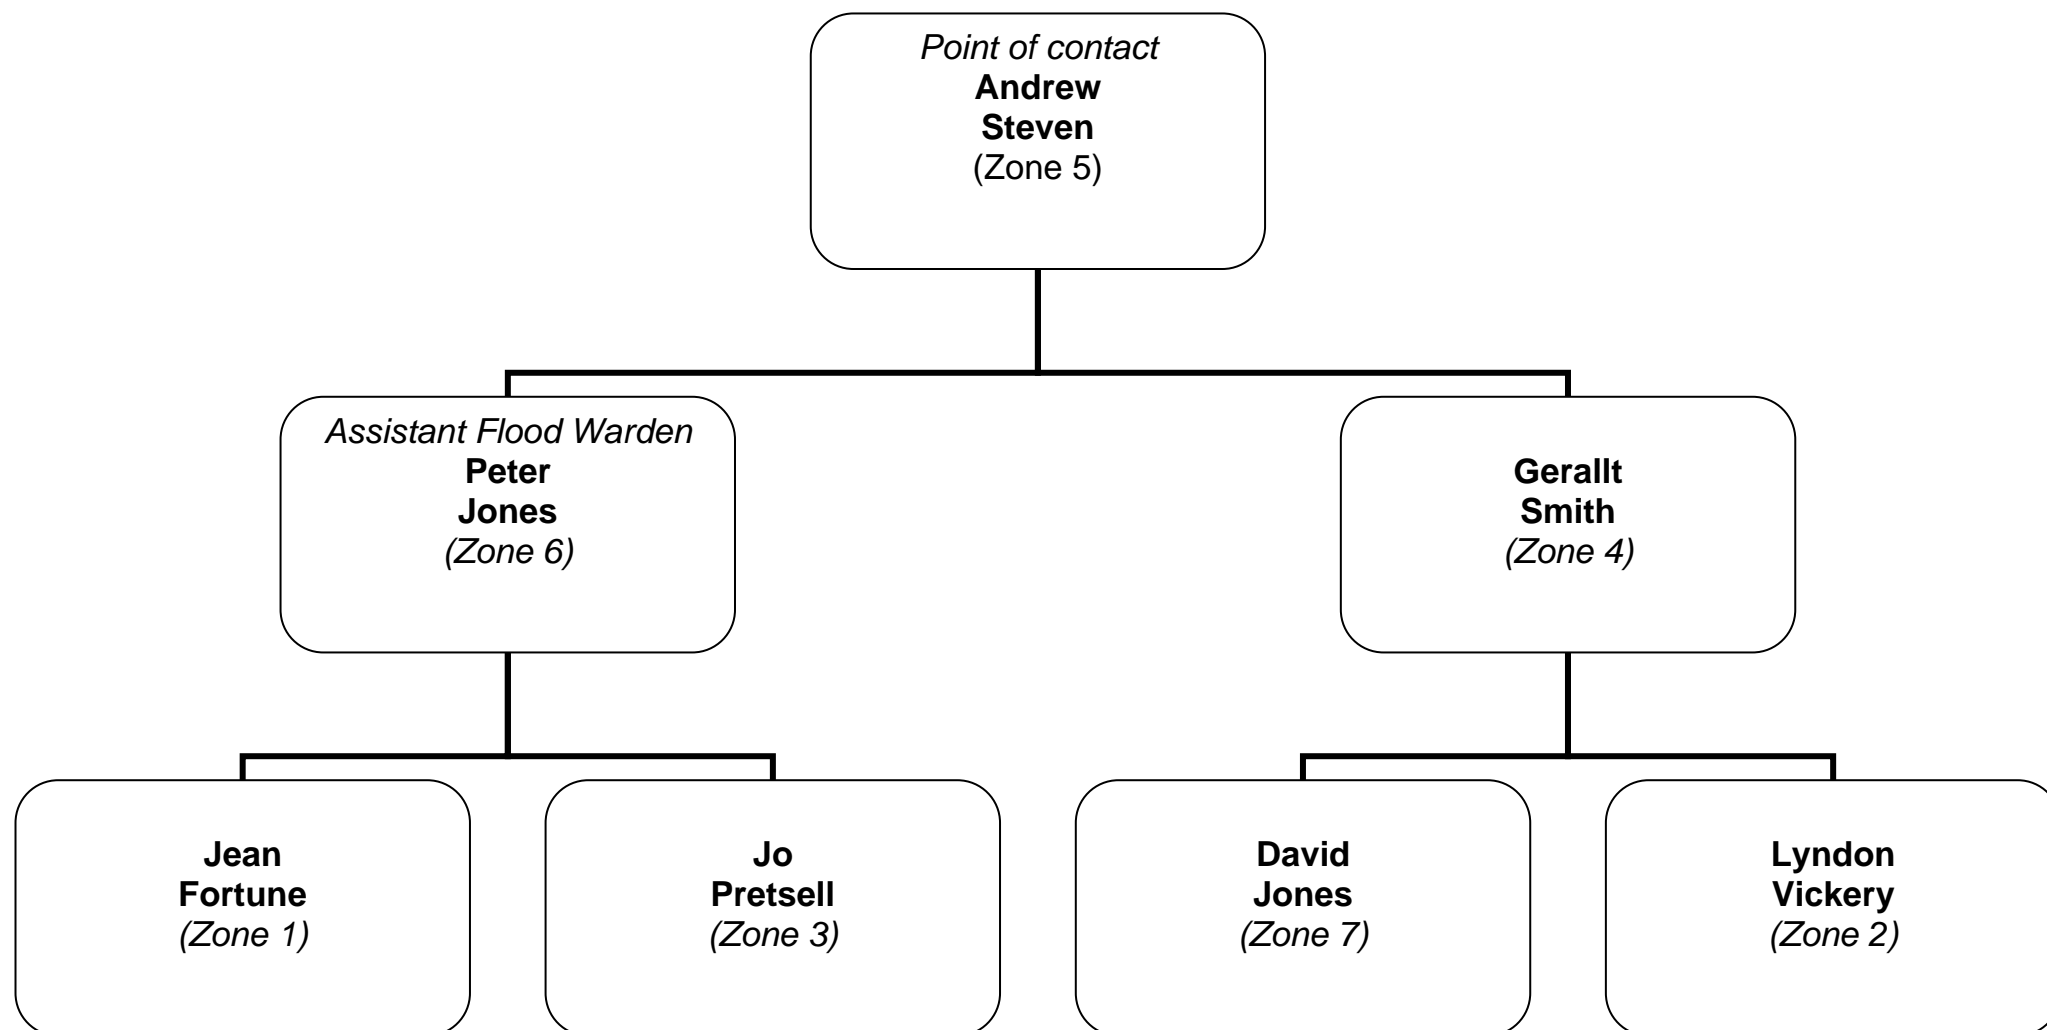 Point of contact
Andrew
Steven
(Zone 5)
Assistant Flood Warden
Peter
Jones
(Zone 6)
Gerallt
Smith
(Zone 4)
Jean
Fortune
(Zone 1)
Jo
Pretsell
(Zone 3)
David
Jones
(Zone 7)
Lyndon
Vickery
(Zone 2)